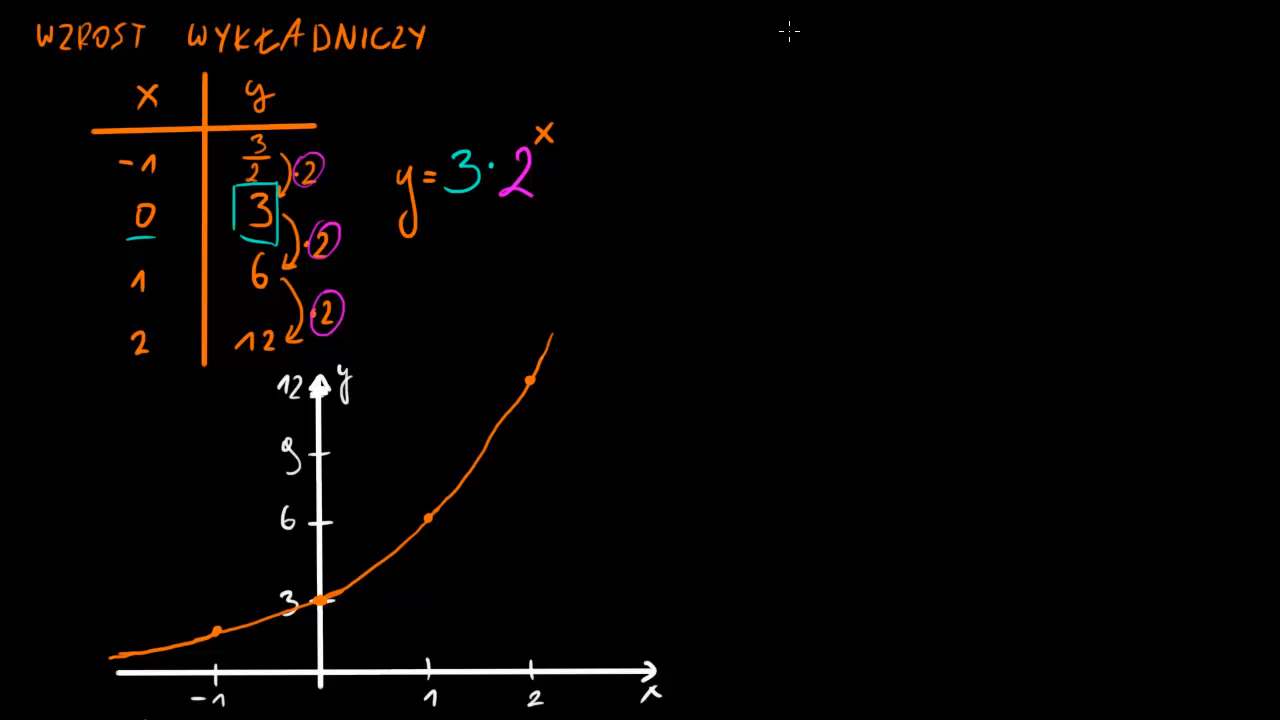 WZROST WYKŁADNICZY
x y
-1 3/2 ·2
0 3 ·2
1 6 ·2
2 12
y = 3 · 2^x
12 y
9
6
3
-1 1 2 x